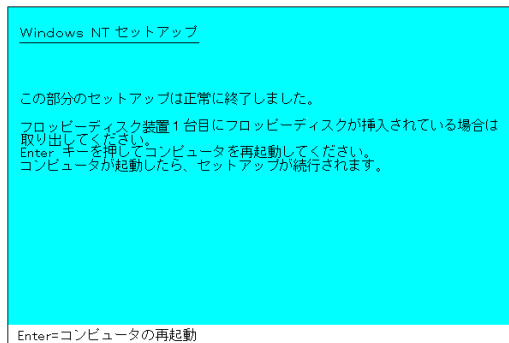 Windows NT セットアップ
この部分のセットアップは正常に終了しました。
フロッピーディスク装置1台目にフロッピーディスクが挿入されている場合は
取り出してください。
Enter キーを押してコンピュータを再起動してください。
コンピュータが起動したら、セットアップが続行されます。
Enter=コンピュータの再起動